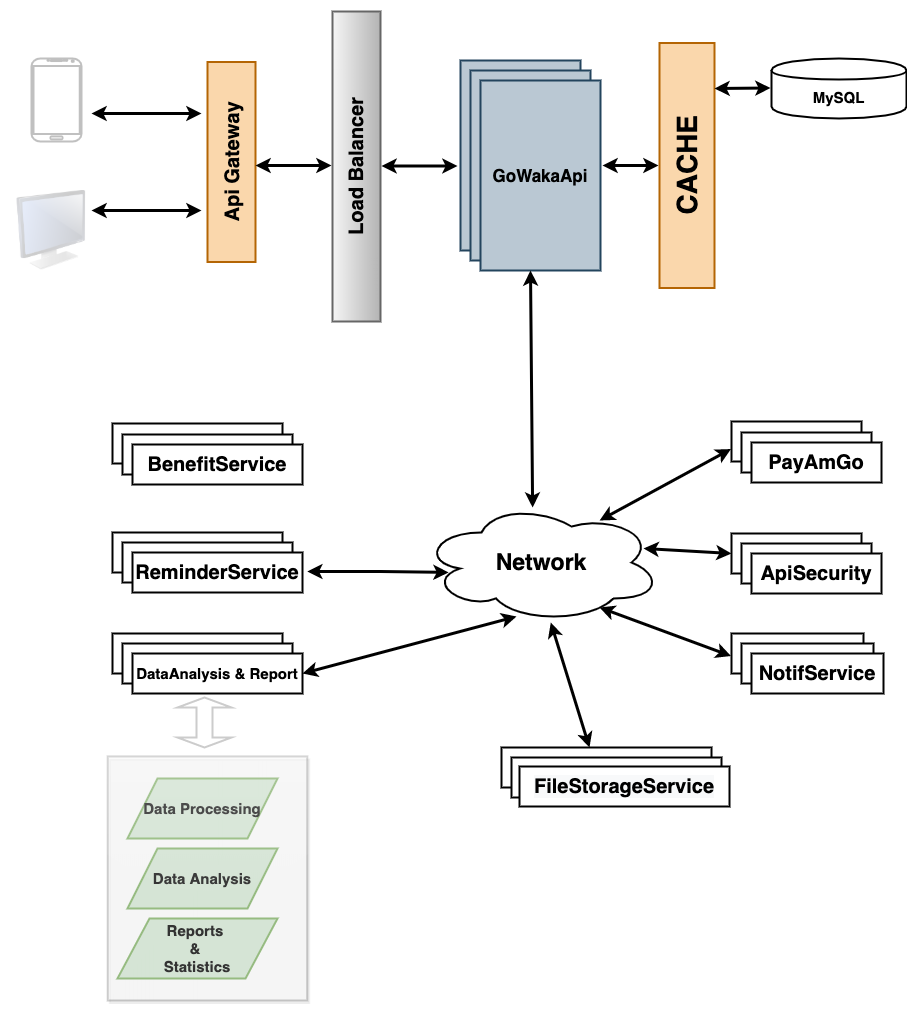 Api Gateway
Load Balancer
GoWakaApi
CACHE
MySQL
BenefitService
PayAmGo
Network
ReminderService
ApiSecurity
DataAnalysis & Report
NotifService
FileStorageService
Data Processing
Data Analysis
Reports
&
Statistics